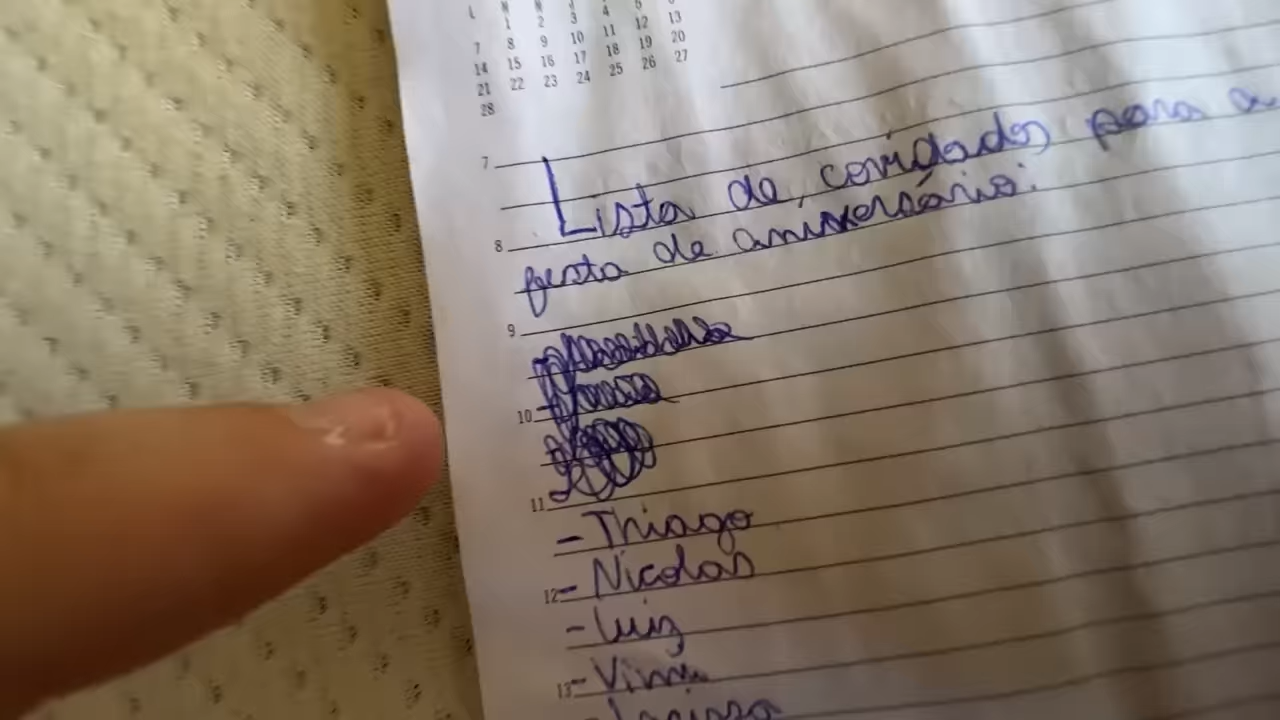 1 2 3 4 5
7 8 9 10 11 12 13
14 15 16 17 18 19 20
21 22 23 24 25 26 27
28
7
Lista de convidados para a
8
festa de aniversário:
9
10
11
- Thiago
- Nicolas
12
- Luiz
- Vini
13
- Larissa